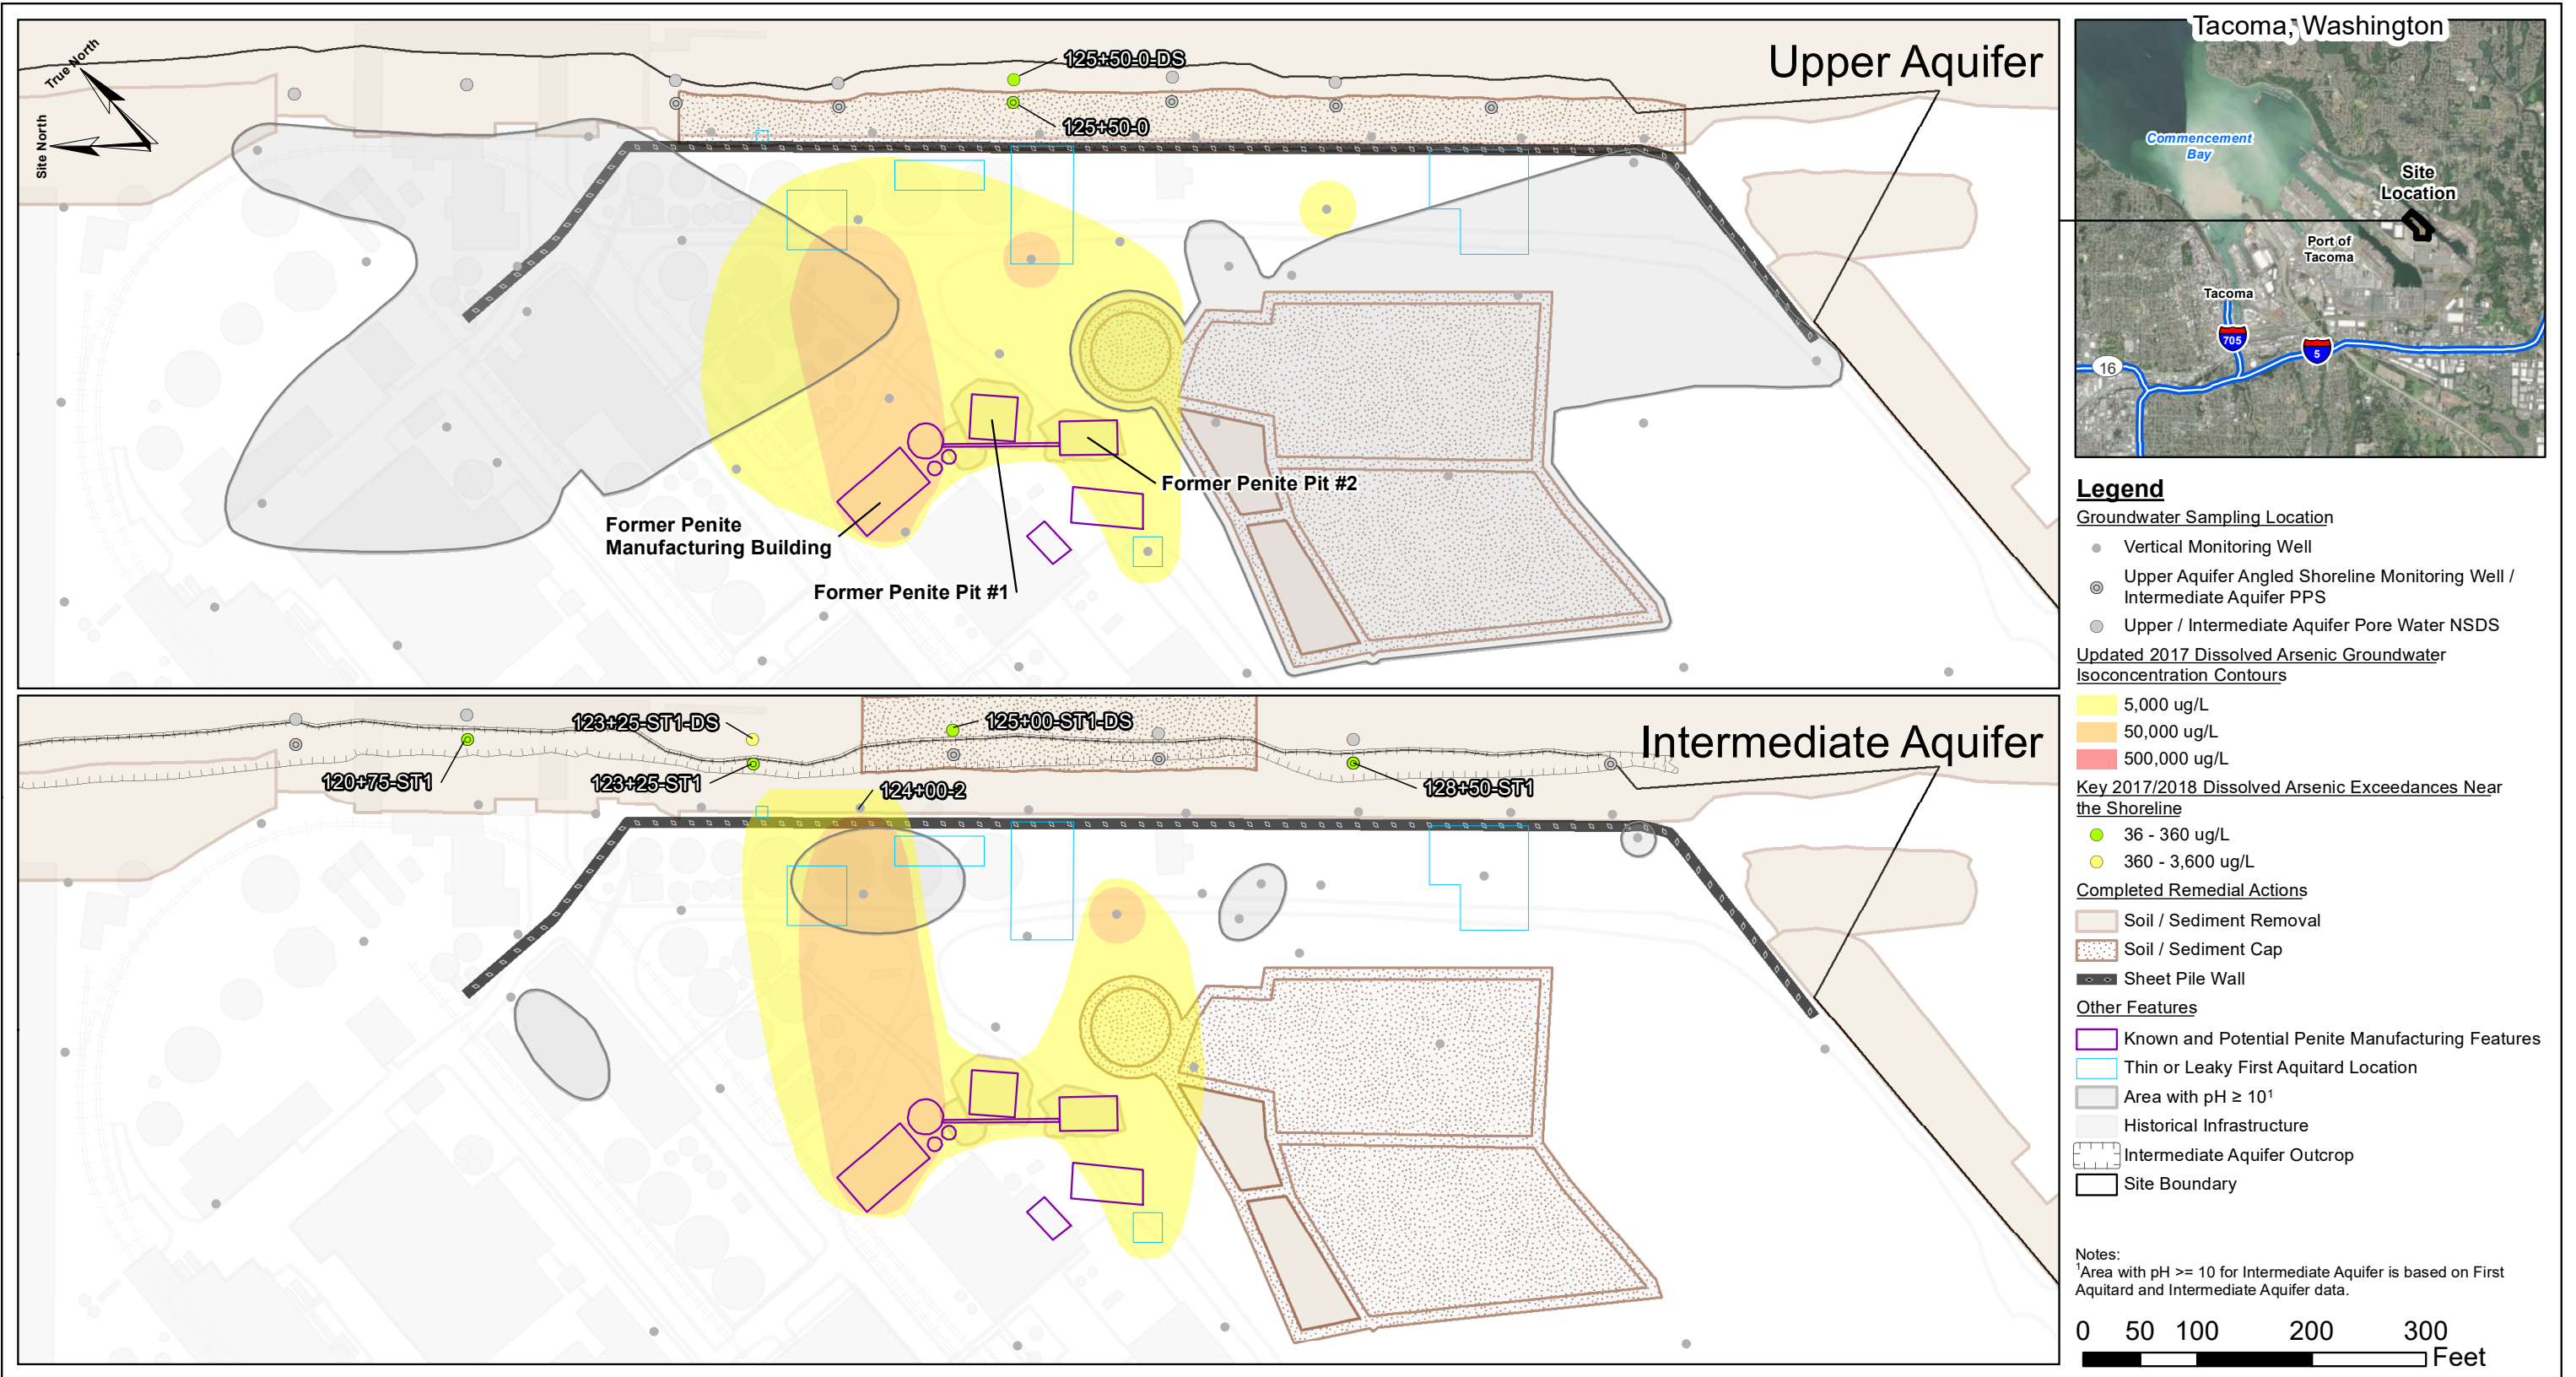 True North
Site North
125+50-0-DS
125+50-0
Upper Aquifer
Former Penite Pit #2
Former Penite
Manufacturing Building
Former Penite Pit #1
123+25-ST1-DS
125+00-ST1-DS
Intermediate Aquifer
120+75-ST1
123+25-ST1
124+00-2
128+50-ST1
Tacoma, Washington
Commencement
Bay
Site
Location
Port of
Tacoma
Tacoma
705
5
16
Legend
Groundwater Sampling Location
Vertical Monitoring Well
Upper Aquifer Angled Shoreline Monitoring Well /
Intermediate Aquifer PPS
Upper / Intermediate Aquifer Pore Water NSDS
Updated 2017 Dissolved Arsenic Groundwater
Isoconcentration Contours
5,000 ug/L
50,000 ug/L
500,000 ug/L
Key 2017/2018 Dissolved Arsenic Exceedances Near
the Shoreline
36 - 360 ug/L
360 - 3,600 ug/L
Completed Remedial Actions
Soil / Sediment Removal
Soil / Sediment Cap
Sheet Pile Wall
Other Features
Known and Potential Penite Manufacturing Features
Thin or Leaky First Aquitard Location
Area with pH ≥ 10¹
Historical Infrastructure
Intermediate Aquifer Outcrop
Site Boundary
Notes:
¹Area with pH >= 10 for Intermediate Aquifer is based on First
Aquitard and Intermediate Aquifer data.
0 50 100 200 300
Feet